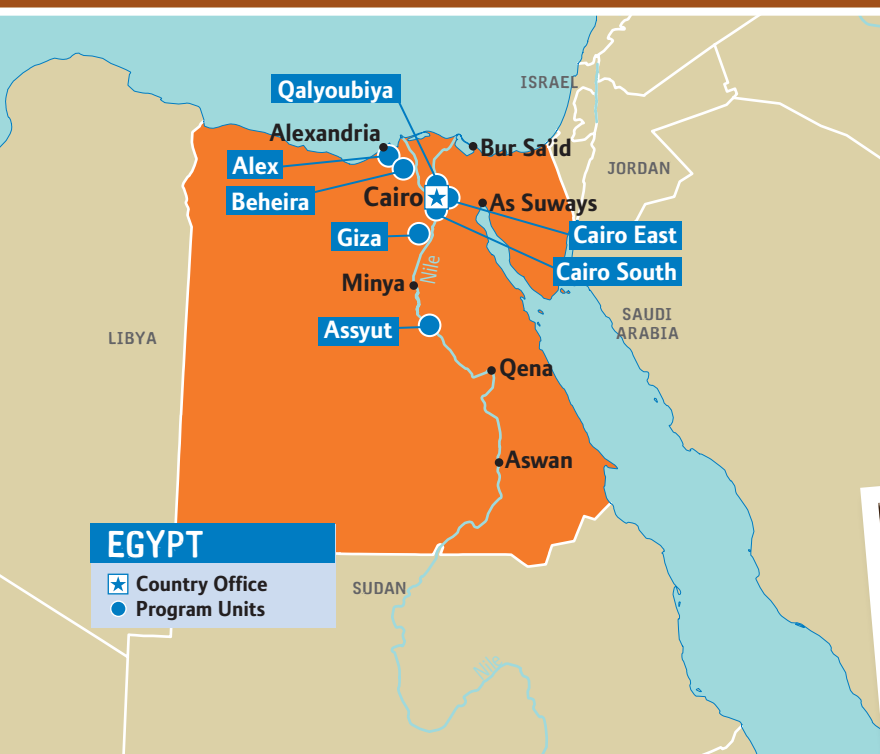 ISRAEL
Qalyoubiya
Alexandria
Bur Sa'id
Alex
JORDAN
Beheira
Cairo
As Suways
Giza
Cairo East
Cairo South
Nile
Minya
SAUDI
ARABIA
Assyut
LIBYA
Qena
Aswan
EGYPT
Country Office
Program Units
SUDAN
Nile